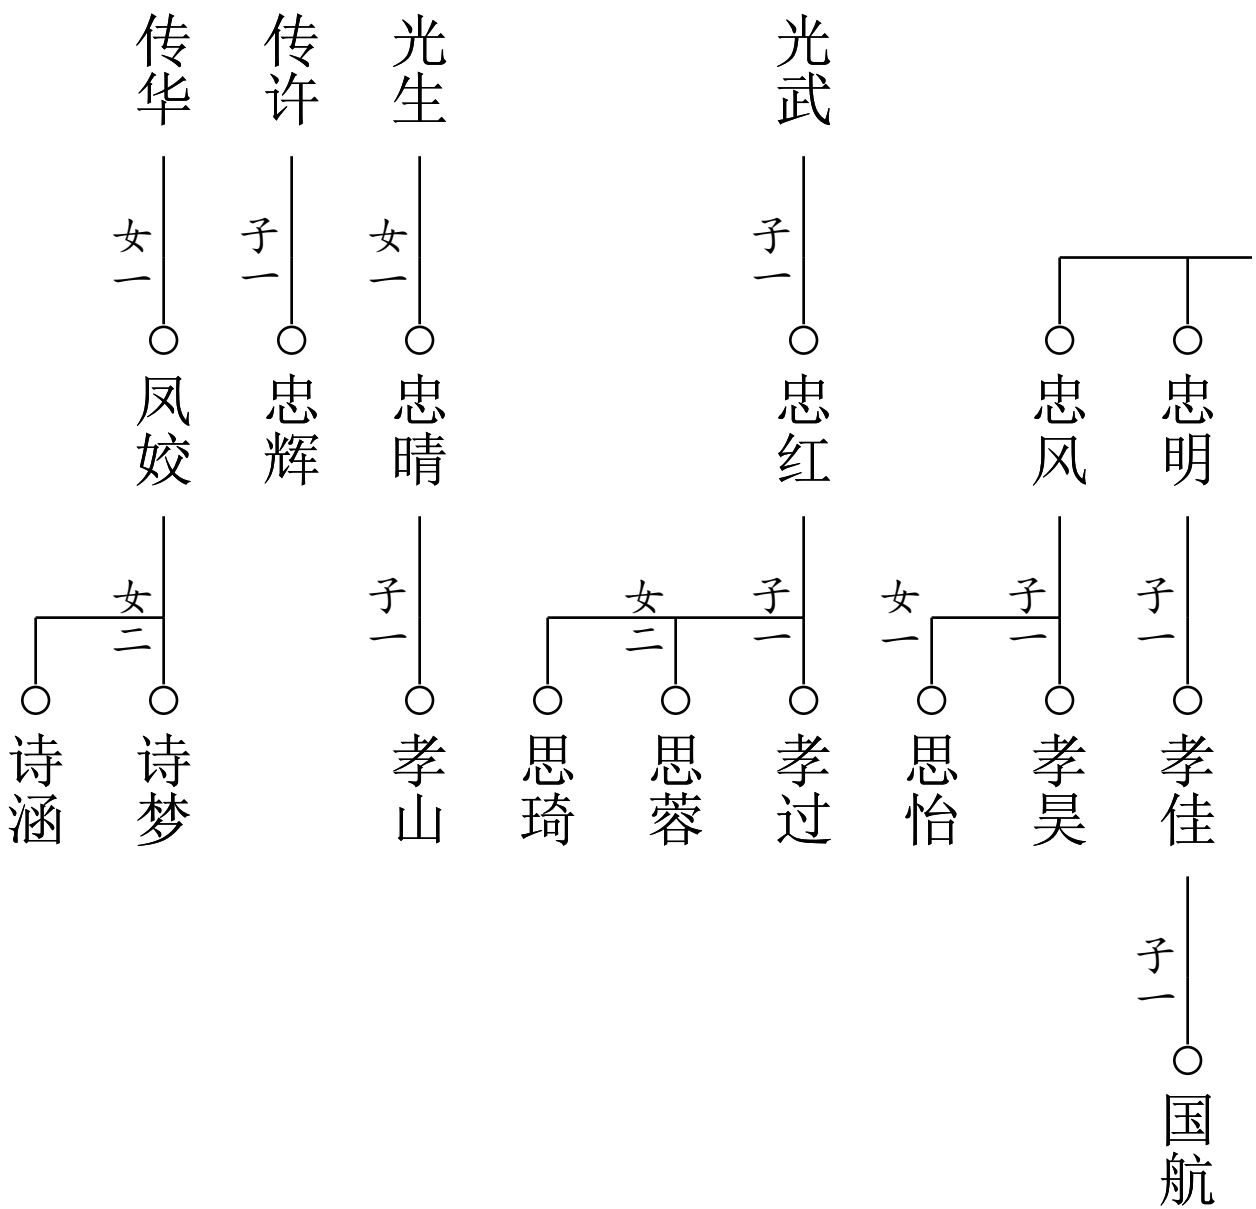 传华
传许
光生
光武
女一
子一
女一
子一
凤姣
忠辉
忠晴
忠红
忠风
忠明
女二
子一
女二
子一
女一
子一
子一
诗涵
诗梦
孝山
思琦
思蓉
孝过
思怡
孝昊
孝佳
子一
国航